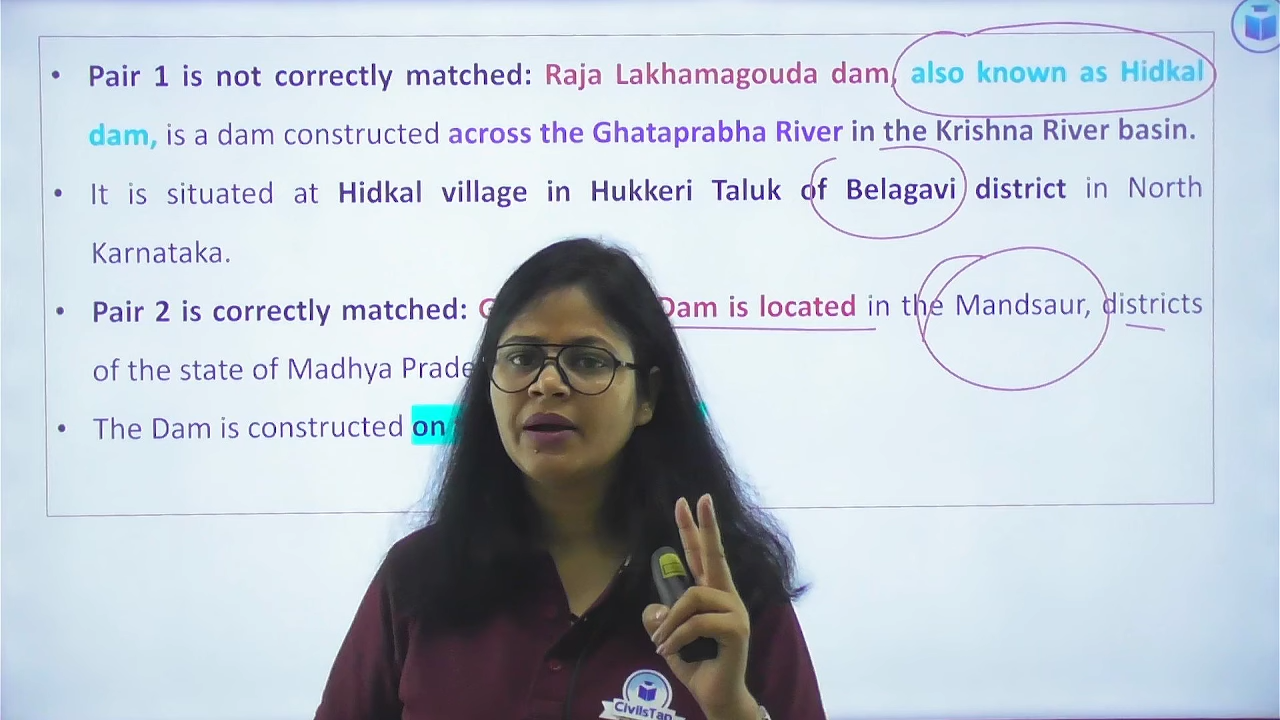 • Pair 1 is not correctly matched: Raja Lakhamagouda dam, also known as Hidkal
dam, is a dam constructed across the Ghataprabha River in the Krishna River basin.
• It is situated at Hidkal village in Hukkeri Taluk of Belagavi district in North
Karnataka.
• Pair 2 is correctly matched: Dam is located in the Mandsaur, districts
of the state of Madhya
• The Dam is constructed on
CivilsTap